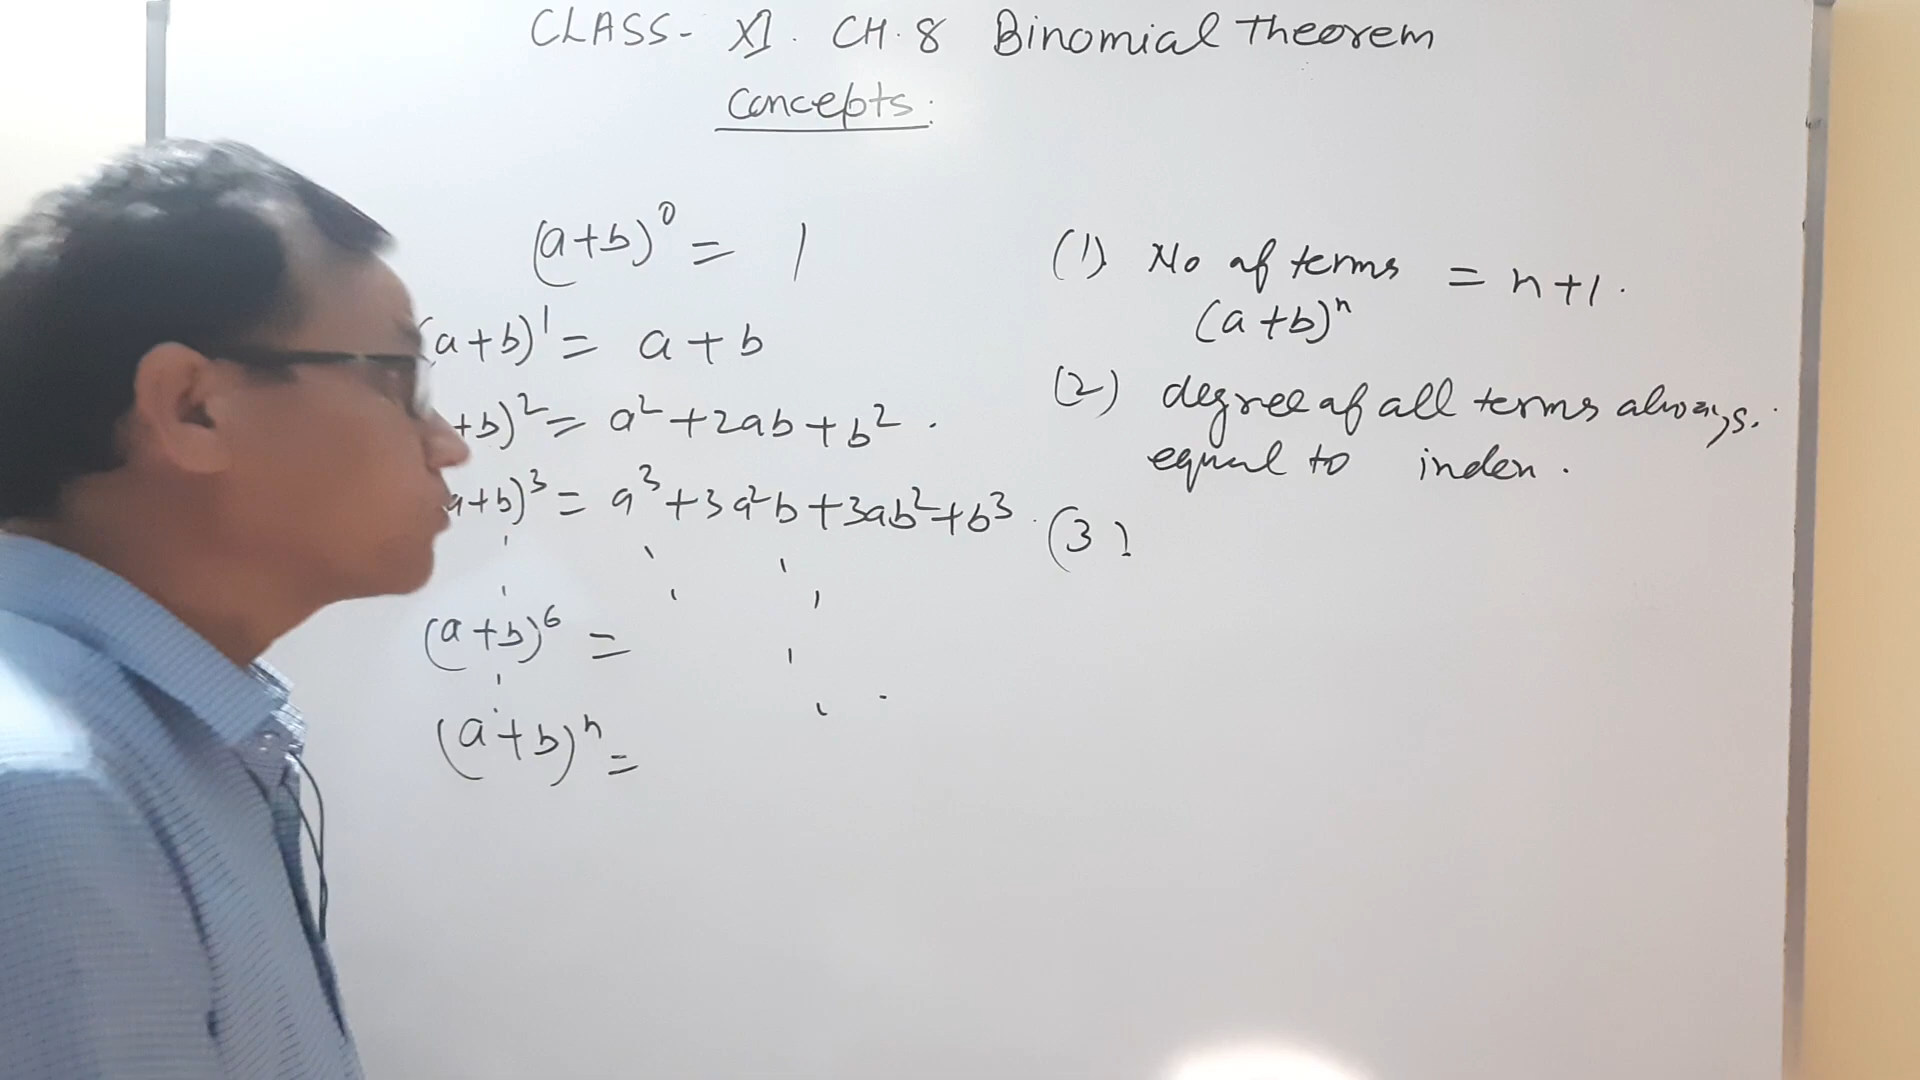 CLASS- XI. CH.8 Binomial Theorem
Concepts:
(a+b)⁰ = 1
(a+b)¹ = a+b
+b)² = a² +2ab+b².
a+b)³ = a³+3a²b+3ab²+b³.
(a+b)⁶ =
(a+b)ⁿ =
(1) No of terms = n+1.
(a+b)ⁿ
(2) degree of all terms always.
equal to inden.
(3)